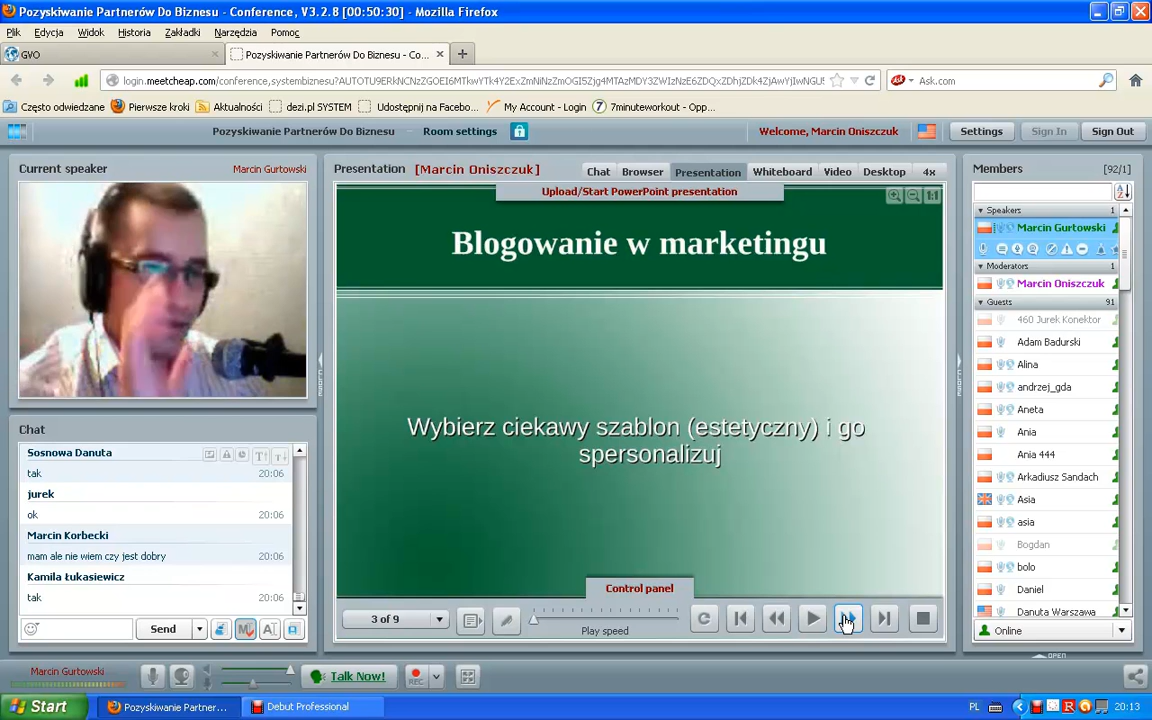 Pozyskiwanie Partnerów Do Biznesu - Conference, V3.2.8 [00:50:30] - Mozilla Firefox
Plik Edycja Widok Historia Zakładki Narzędzia Pomoc
GVO
Pozyskiwanie Partnerów Do Biznesu - Co...
Ask.com
Często odwiedzane Pierwsze kroki Aktualności dezi.pl SYSTEM Udostępnij na Facebo... My Account - Login 7minuteworkout - Opp...
Pozyskiwanie Partnerów Do Biznesu Room settings
Welcome, Marcin Oniszczuk Settings Sign In Sign Out
Current speaker Marcin Gurtowski
Presentation [Marcin Oniszczuk] Chat Browser Presentation Whiteboard Video Desktop 4x
Upload/Start PowerPoint presentation
1:1
Blogowanie w marketingu
Wybierz ciekawy szablon (estetyczny) i go
spersonalizuj
Control panel
3 of 9
Play speed
Members [92/1]
Speakers 1
Marcin Gurtowski
Moderators 1
Marcin Oniszczuk
Guests 91
460 Jurek Konektor
Adam Badurski
Alina
andrzej_gda
Aneta
Ania
Ania 444
Arkadiusz Sandach
Asia
asia
Bogdan
bolo
Daniel
Danuta Warszawa
Online
OPEN
Chat
Sosnowa Danuta
tak 20:06
jurek
ok 20:06
Marcin Korbecki
mam ale nie wiem czy jest dobry 20:06
Kamila Łukasiewicz
tak 20:06
Send
Marcin Gurtowski
Talk Now!
REC
Start Pozyskiwanie Partner... Debut Professional PL 20:13